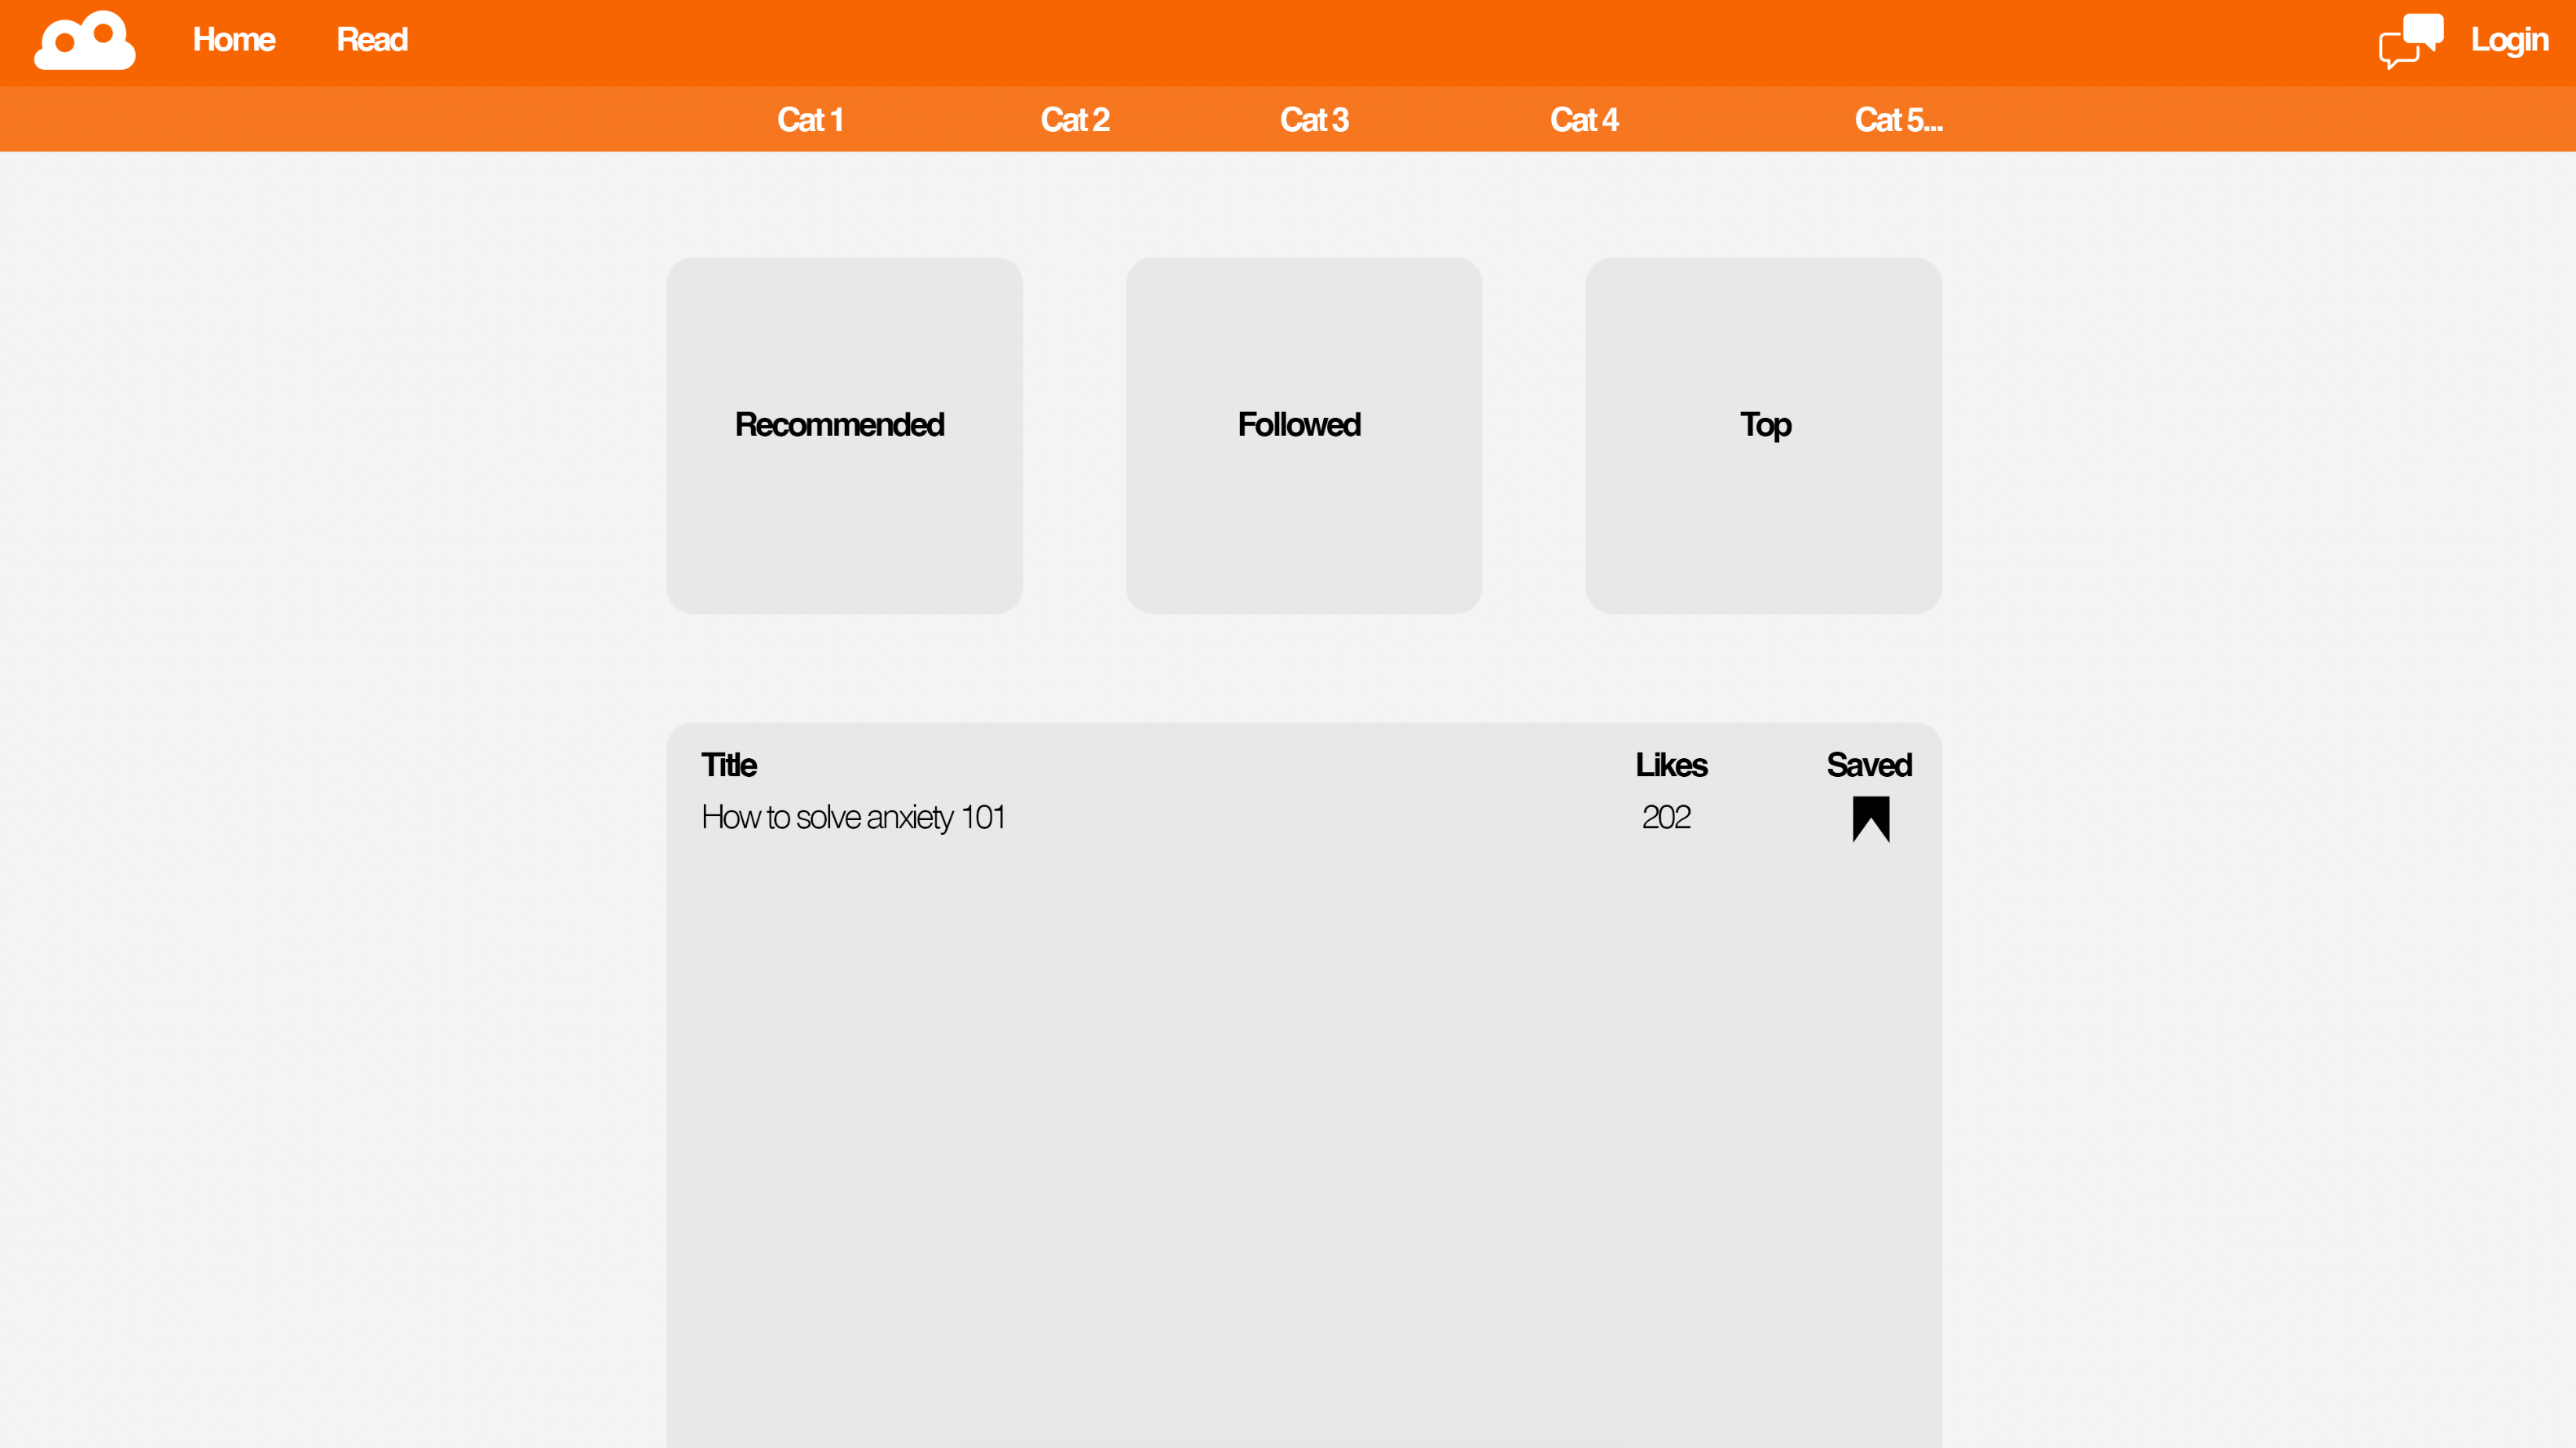 Home Read Login
Cat 1 Cat 2 Cat 3 Cat 4 Cat 5...
Recommended Followed Top
Title Likes Saved
How to solve anxiety 101 202